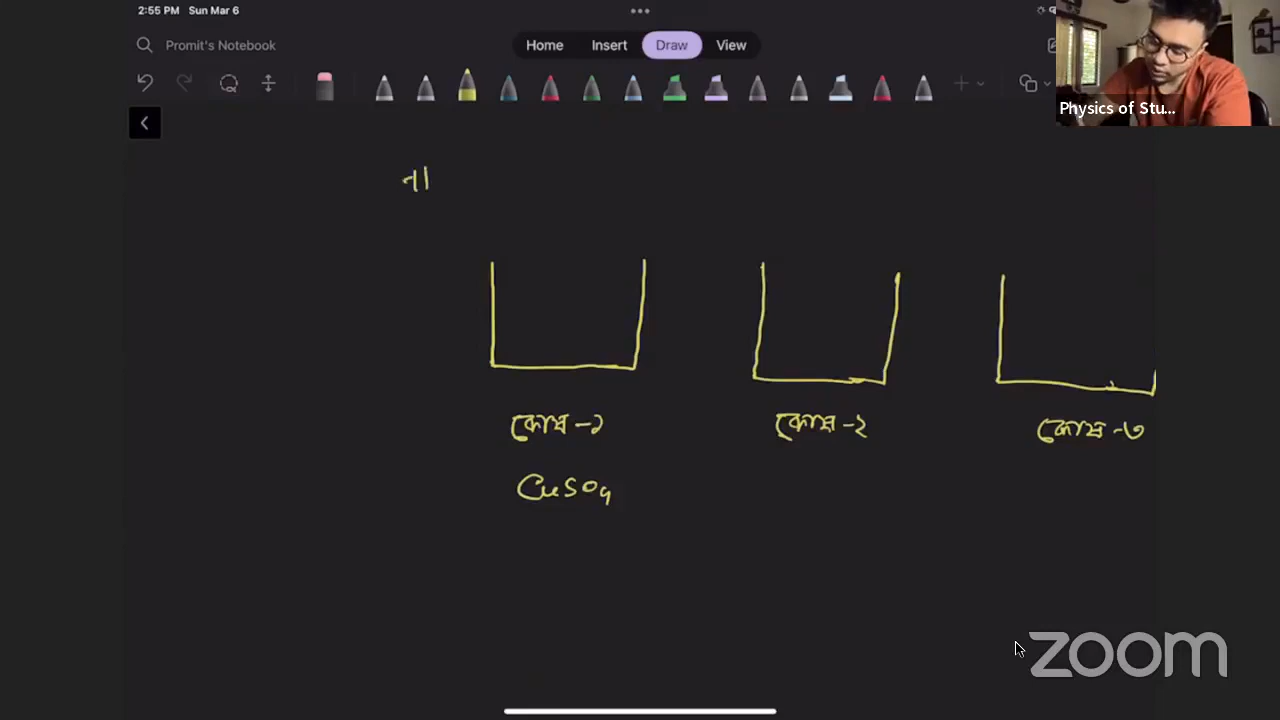 2:55 PM Sun Mar 6
Promit's Notebook
Home Insert Draw View
Physics of Stu...
কোষ-১ কোষ-২ কোষ-৩
CuSO4
zoom